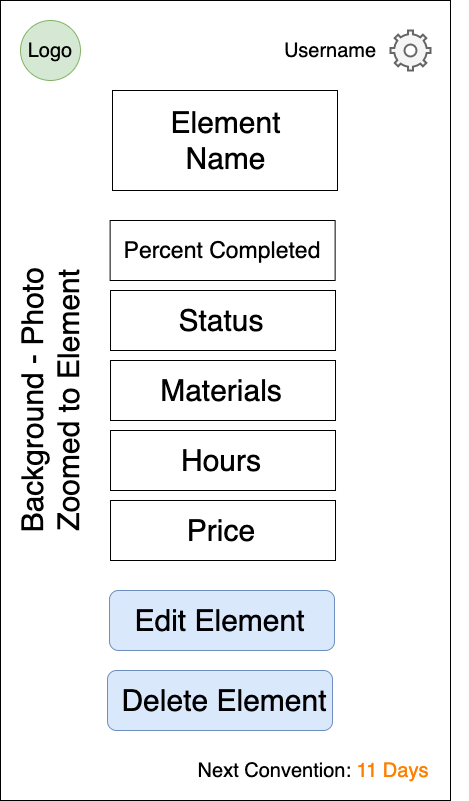 Logo
Username
Element
Name
Percent Completed
Status
Materials
Hours
Price
Background - Photo
Zoomed to Element
Edit Element
Delete Element
Next Convention: 11 Days